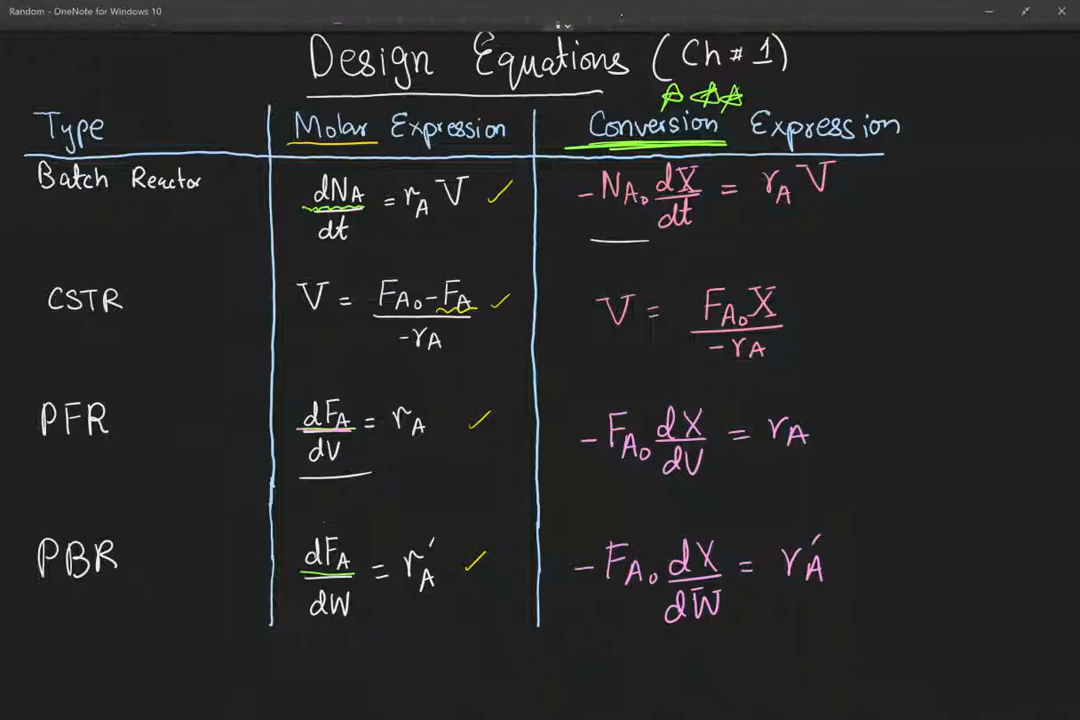 Random - OneNote for Windows 10
Design Equations (Ch # 1)
Type Molar Expression Conversion Expression
Batch Reactor dN_A/dt = r_A V -N_A₀ dX/dt = r_A V
CSTR V = (F_A₀ - F_A)/(-r_A) V = F_A₀ X/(-r_A)
PFR dF_A/dV = r_A -F_A₀ dX/dV = r_A
PBR dF_A/dW = r_A′ -F_A₀ dX/dW = r_A′